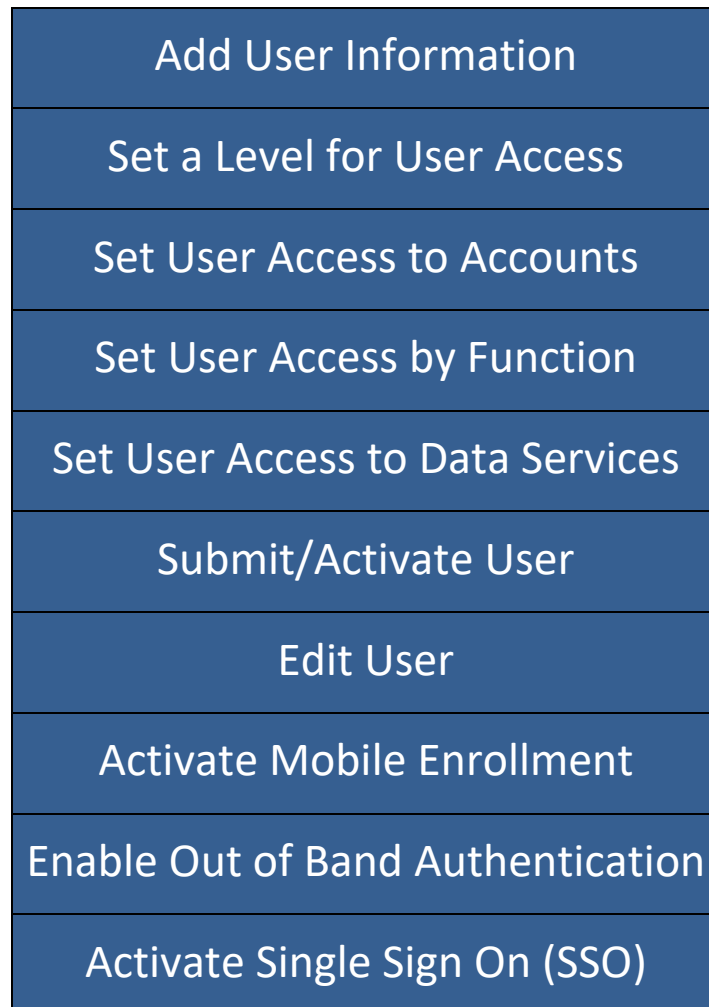 Add User Information
Set a Level for User Access
Set User Access to Accounts
Set User Access by Function
Set User Access to Data Services
Submit/Activate User
Edit User
Activate Mobile Enrollment
Enable Out of Band Authentication
Activate Single Sign On (SSO)